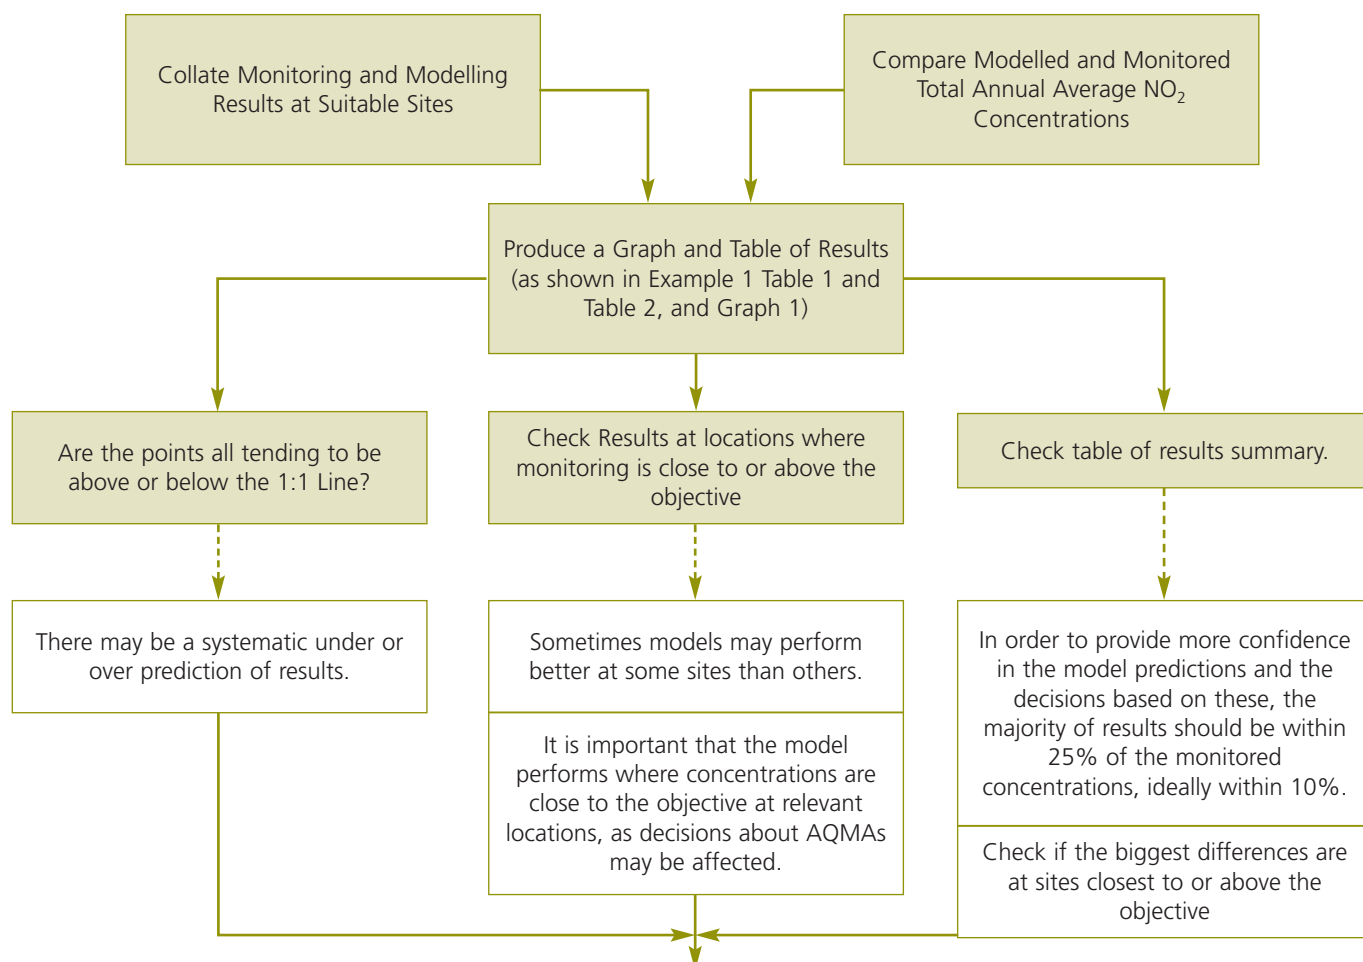 Collate Monitoring and Modelling
Results at Suitable Sites
Compare Modelled and Monitored
Total Annual Average NO₂
Concentrations
Produce a Graph and Table of Results
(as shown in Example 1 Table 1 and
Table 2, and Graph 1)
Are the points all tending to be
above or below the 1:1 Line?
Check Results at locations where
monitoring is close to or above the
objective
Check table of results summary.
There may be a systematic under or
over prediction of results.
Sometimes models may perform
better at some sites than others.
It is important that the model
performs where concentrations are
close to the objective at relevant
locations, as decisions about AQMAs
may be affected.
In order to provide more confidence
in the model predictions and the
decisions based on these, the
majority of results should be within
25% of the monitored
concentrations, ideally within 10%.
Check if the biggest differences are
at sites closest to or above the
objective